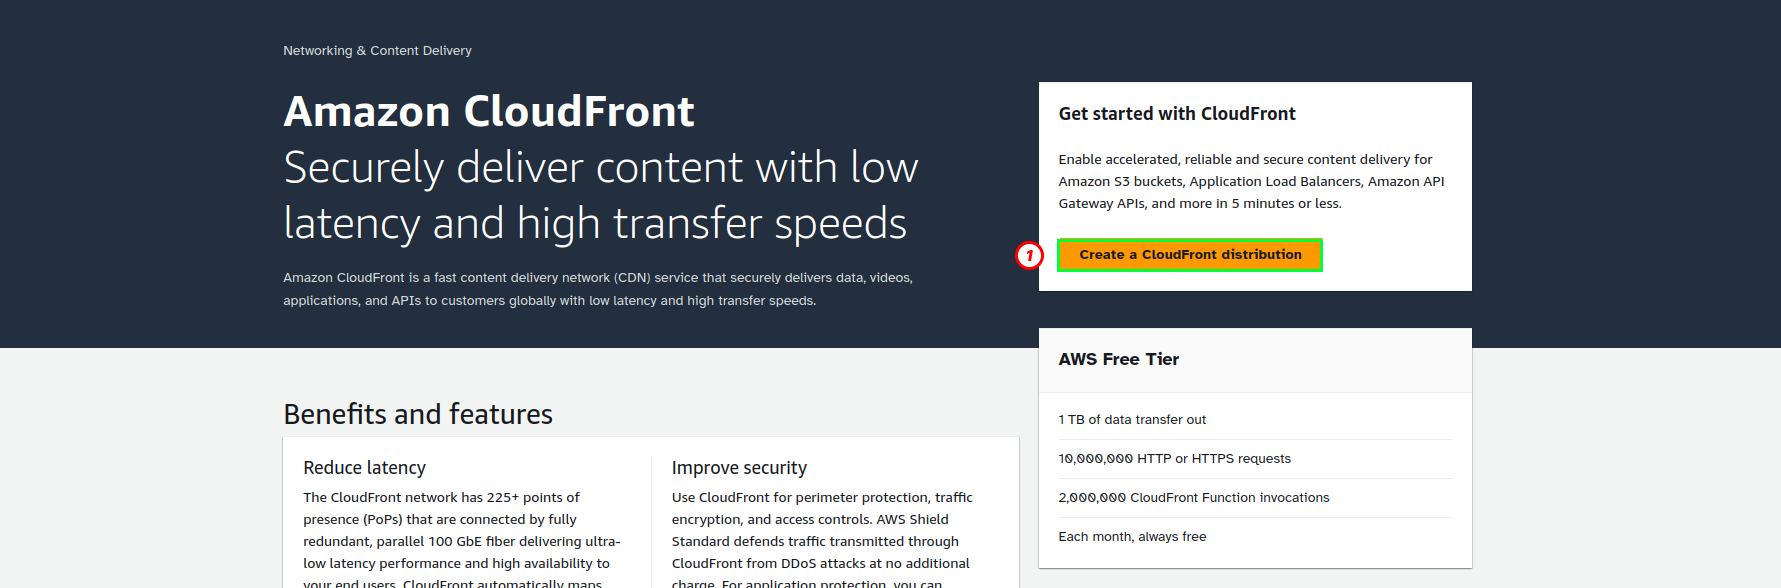 Networking & Content Delivery
Amazon CloudFront
Securely deliver content with low
latency and high transfer speeds
Amazon CloudFront is a fast content delivery network (CDN) service that securely delivers data, videos,
applications, and APIs to customers globally with low latency and high transfer speeds.
Get started with CloudFront
Enable accelerated, reliable and secure content delivery for
Amazon S3 buckets, Application Load Balancers, Amazon API
Gateway APIs, and more in 5 minutes or less.
1
Create a CloudFront distribution
AWS Free Tier
1 TB of data transfer out
10,000,000 HTTP or HTTPS requests
2,000,000 CloudFront Function invocations
Each month, always free
Benefits and features
Reduce latency
The CloudFront network has 225+ points of
presence (PoPs) that are connected by fully
redundant, parallel 100 GbE fiber delivering ultra-
low latency performance and high availability to
your end users. CloudFront automatically maps
Improve security
Use CloudFront for perimeter protection, traffic
encryption, and access controls. AWS Shield
Standard defends traffic transmitted through
CloudFront from DDoS attacks at no additional
charge. For application protection, you can